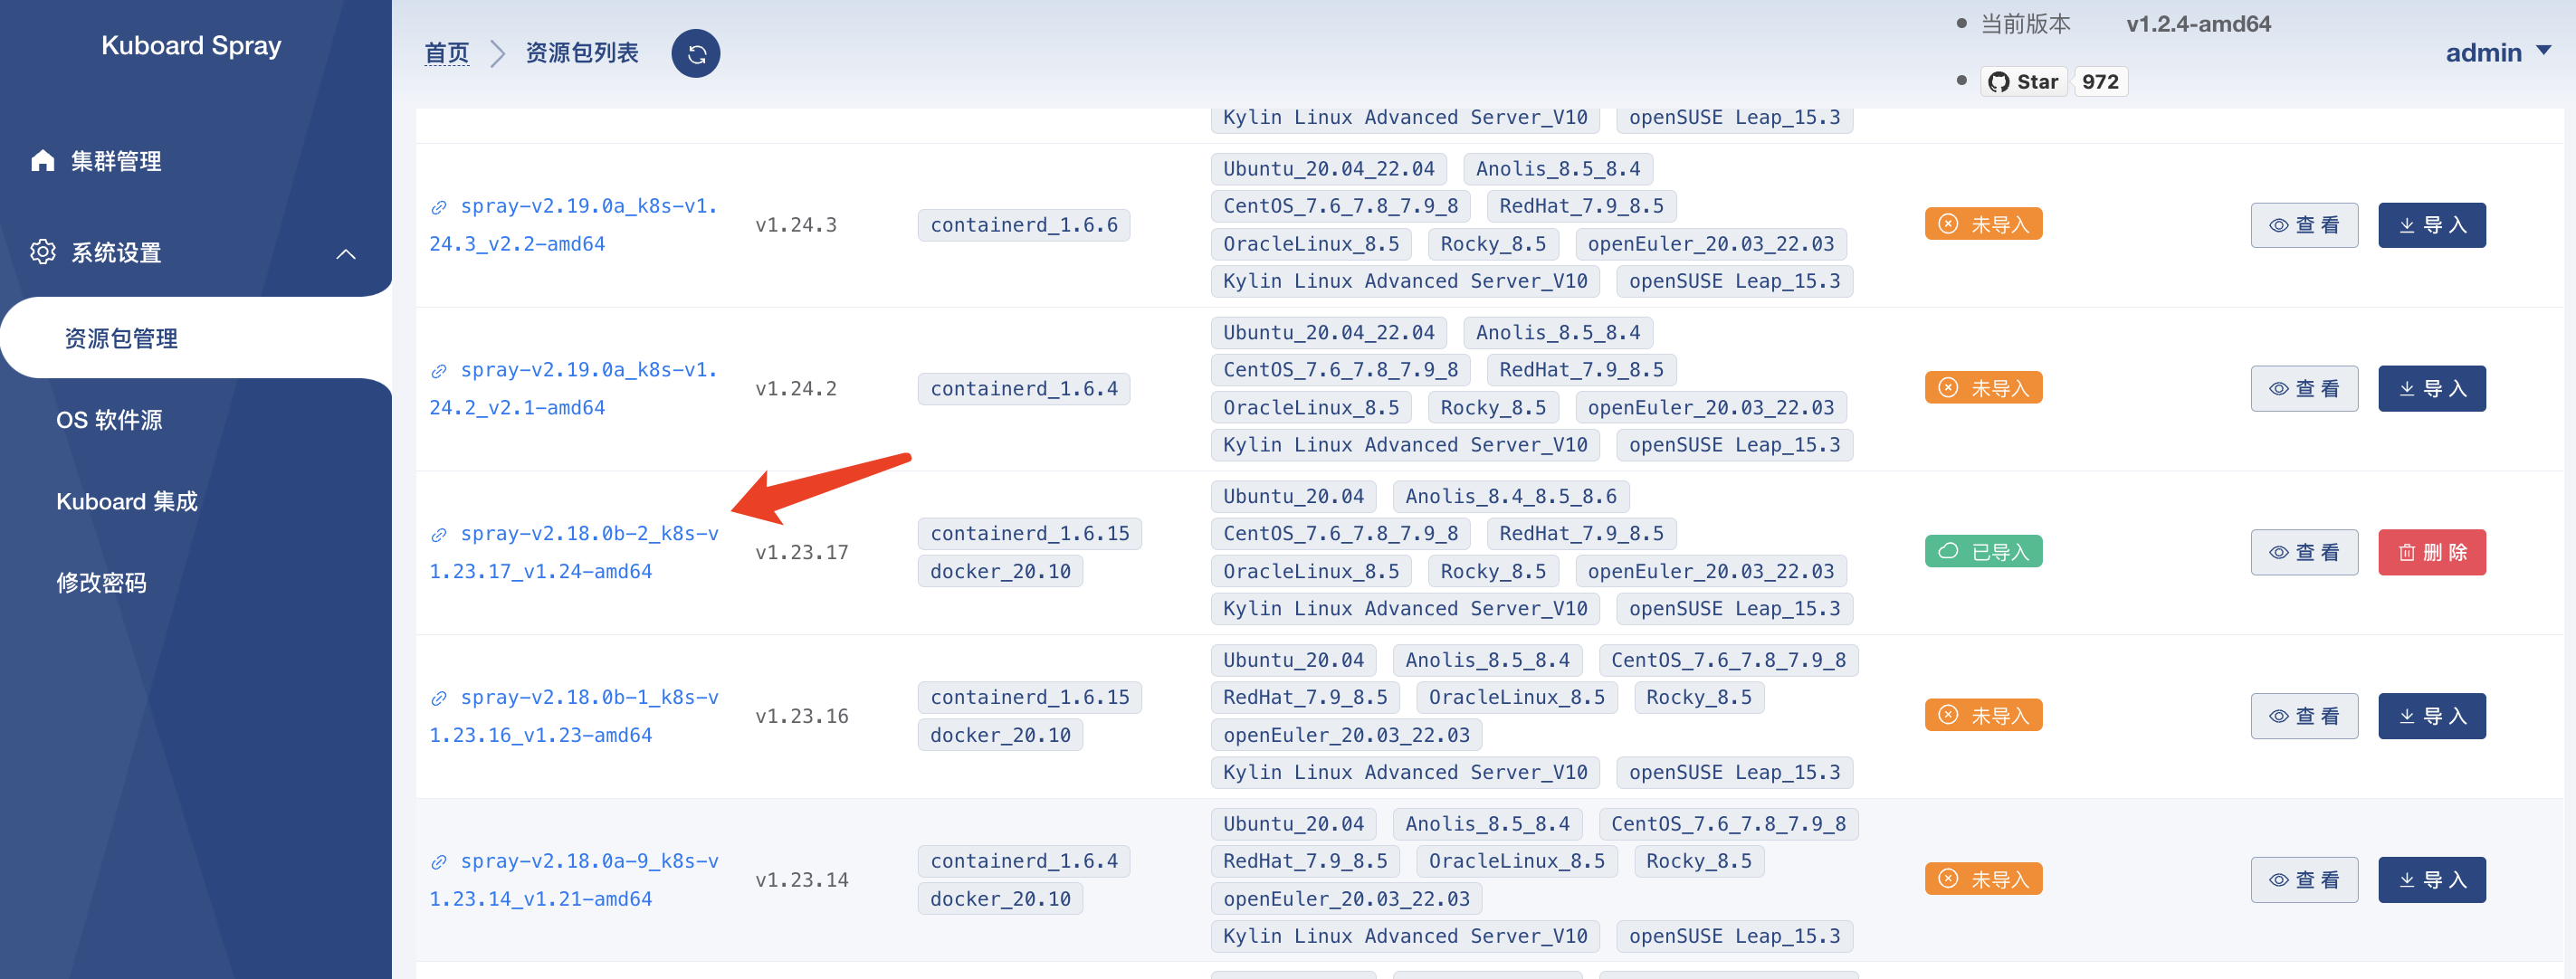 Kuboard Spray
集群管理
系统设置
资源包管理
OS 软件源
Kuboard 集成
修改密码
首页 资源包列表
当前版本 v1.2.4-amd64
Star 972
admin
Kylin Linux Advanced Server_V10 openSUSE Leap_15.3
spray-v2.19.0a_k8s-v1.
24.3_v2.2-amd64
v1.24.3
containerd_1.6.6
Ubuntu_20.04_22.04 Anolis_8.5_8.4
CentOS_7.6_7.8_7.9_8 RedHat_7.9_8.5
OracleLinux_8.5 Rocky_8.5 openEuler_20.03_22.03
Kylin Linux Advanced Server_V10 openSUSE Leap_15.3
未导入
查 看 导 入
spray-v2.19.0a_k8s-v1.
24.2_v2.1-amd64
v1.24.2
containerd_1.6.4
Ubuntu_20.04_22.04 Anolis_8.5_8.4
CentOS_7.6_7.8_7.9_8 RedHat_7.9_8.5
OracleLinux_8.5 Rocky_8.5 openEuler_20.03_22.03
Kylin Linux Advanced Server_V10 openSUSE Leap_15.3
未导入
查 看 导 入
spray-v2.18.0b-2_k8s-v
1.23.17_v1.24-amd64
v1.23.17
containerd_1.6.15
docker_20.10
Ubuntu_20.04 Anolis_8.4_8.5_8.6
CentOS_7.6_7.8_7.9_8 RedHat_7.9_8.5
OracleLinux_8.5 Rocky_8.5 openEuler_20.03_22.03
Kylin Linux Advanced Server_V10 openSUSE Leap_15.3
已导入
查 看 删 除
spray-v2.18.0b-1_k8s-v
1.23.16_v1.23-amd64
v1.23.16
containerd_1.6.15
docker_20.10
Ubuntu_20.04 Anolis_8.5_8.4 CentOS_7.6_7.8_7.9_8
RedHat_7.9_8.5 OracleLinux_8.5 Rocky_8.5
openEuler_20.03_22.03
Kylin Linux Advanced Server_V10 openSUSE Leap_15.3
未导入
查 看 导 入
spray-v2.18.0a-9_k8s-v
1.23.14_v1.21-amd64
v1.23.14
containerd_1.6.4
docker_20.10
Ubuntu_20.04 Anolis_8.5_8.4 CentOS_7.6_7.8_7.9_8
RedHat_7.9_8.5 OracleLinux_8.5 Rocky_8.5
openEuler_20.03_22.03
Kylin Linux Advanced Server_V10 openSUSE Leap_15.3
未导入
查 看 导 入